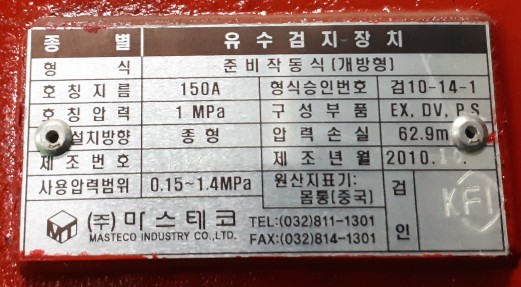 종 별 유수검지장치
형 식 준비작동식(개방형)
호칭지름 150A 형식승인번호 검10-14-1
호칭압력 1 MPa 구성부품 EX, DV, P.S
설치방향 종형 압력손실 62.9m
제조번호 제조년월 2010.
사용압력범위 0.15~1.4MPa 원산지표기: 몸통(중국) 검인
KFI
(주)마스테코 TEL:(032)811-1301
MASTECO INDUSTRY CO.,LTD. FAX:(032)814-1301